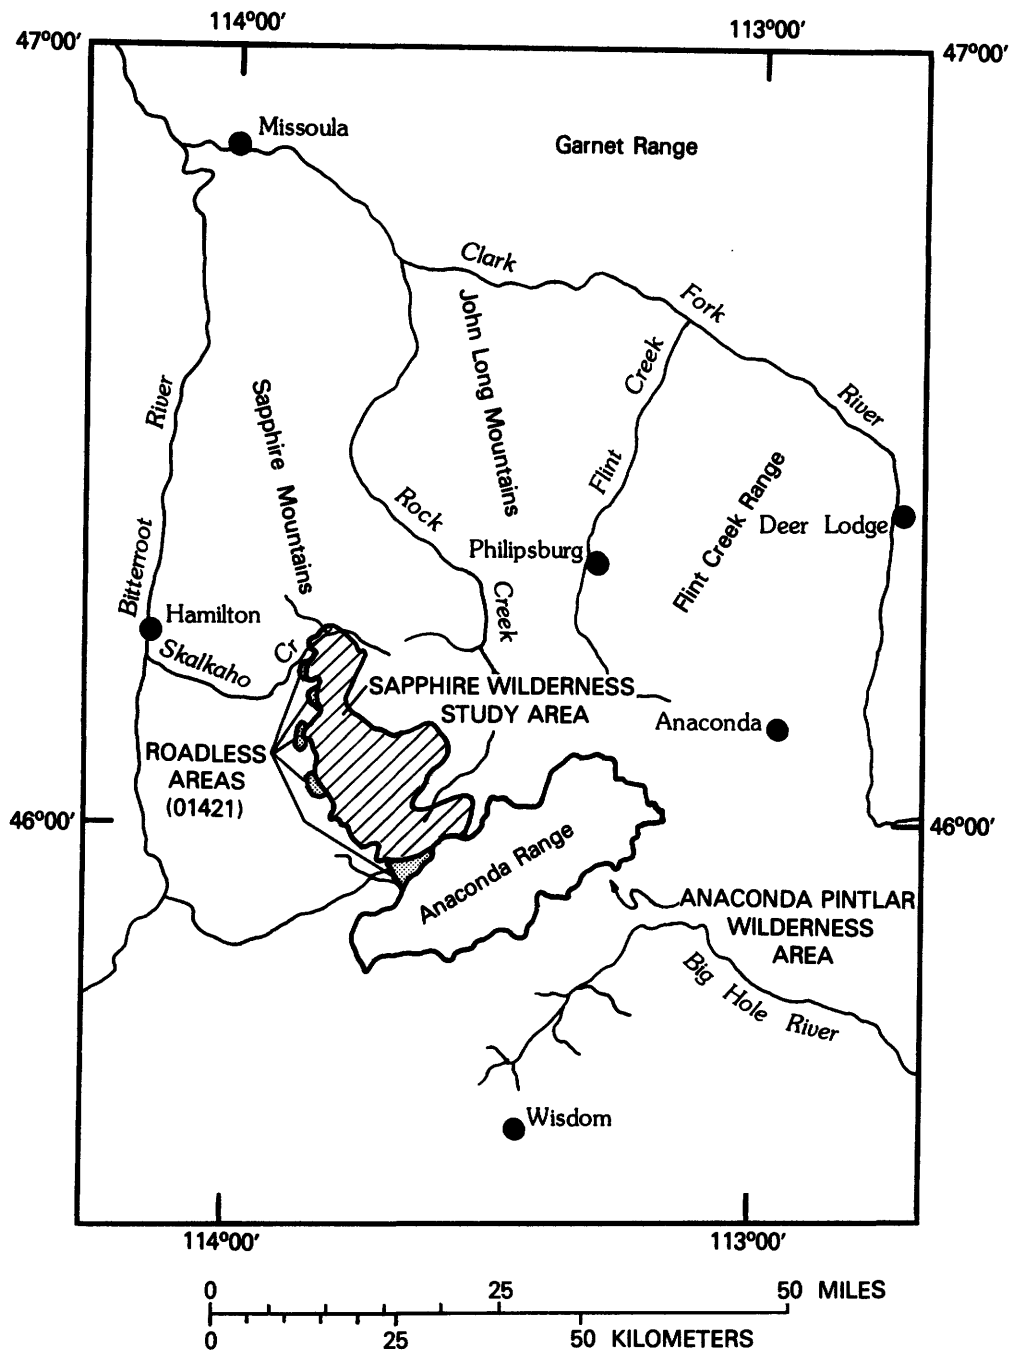 114°00′
113°00′
47°00′
47°00′
Missoula
Garnet Range
Clark
Fork
River
John Long Mountains
Creek
Flint
River
Bitterroot
Sapphire Mountains
Rock
Creek
Flint Creek Range
Deer Lodge
Philipsburg
Hamilton
Skalkaho
Cr
SAPPHIRE WILDERNESS
STUDY AREA
Anaconda
ROADLESS
AREAS
(01421)
46°00′
46°00′
Anaconda Range
ANACONDA PINTLAR
WILDERNESS
AREA
Big Hole River
Wisdom
114°00′
113°00′
0 25 50 MILES
0 25 50 KILOMETERS